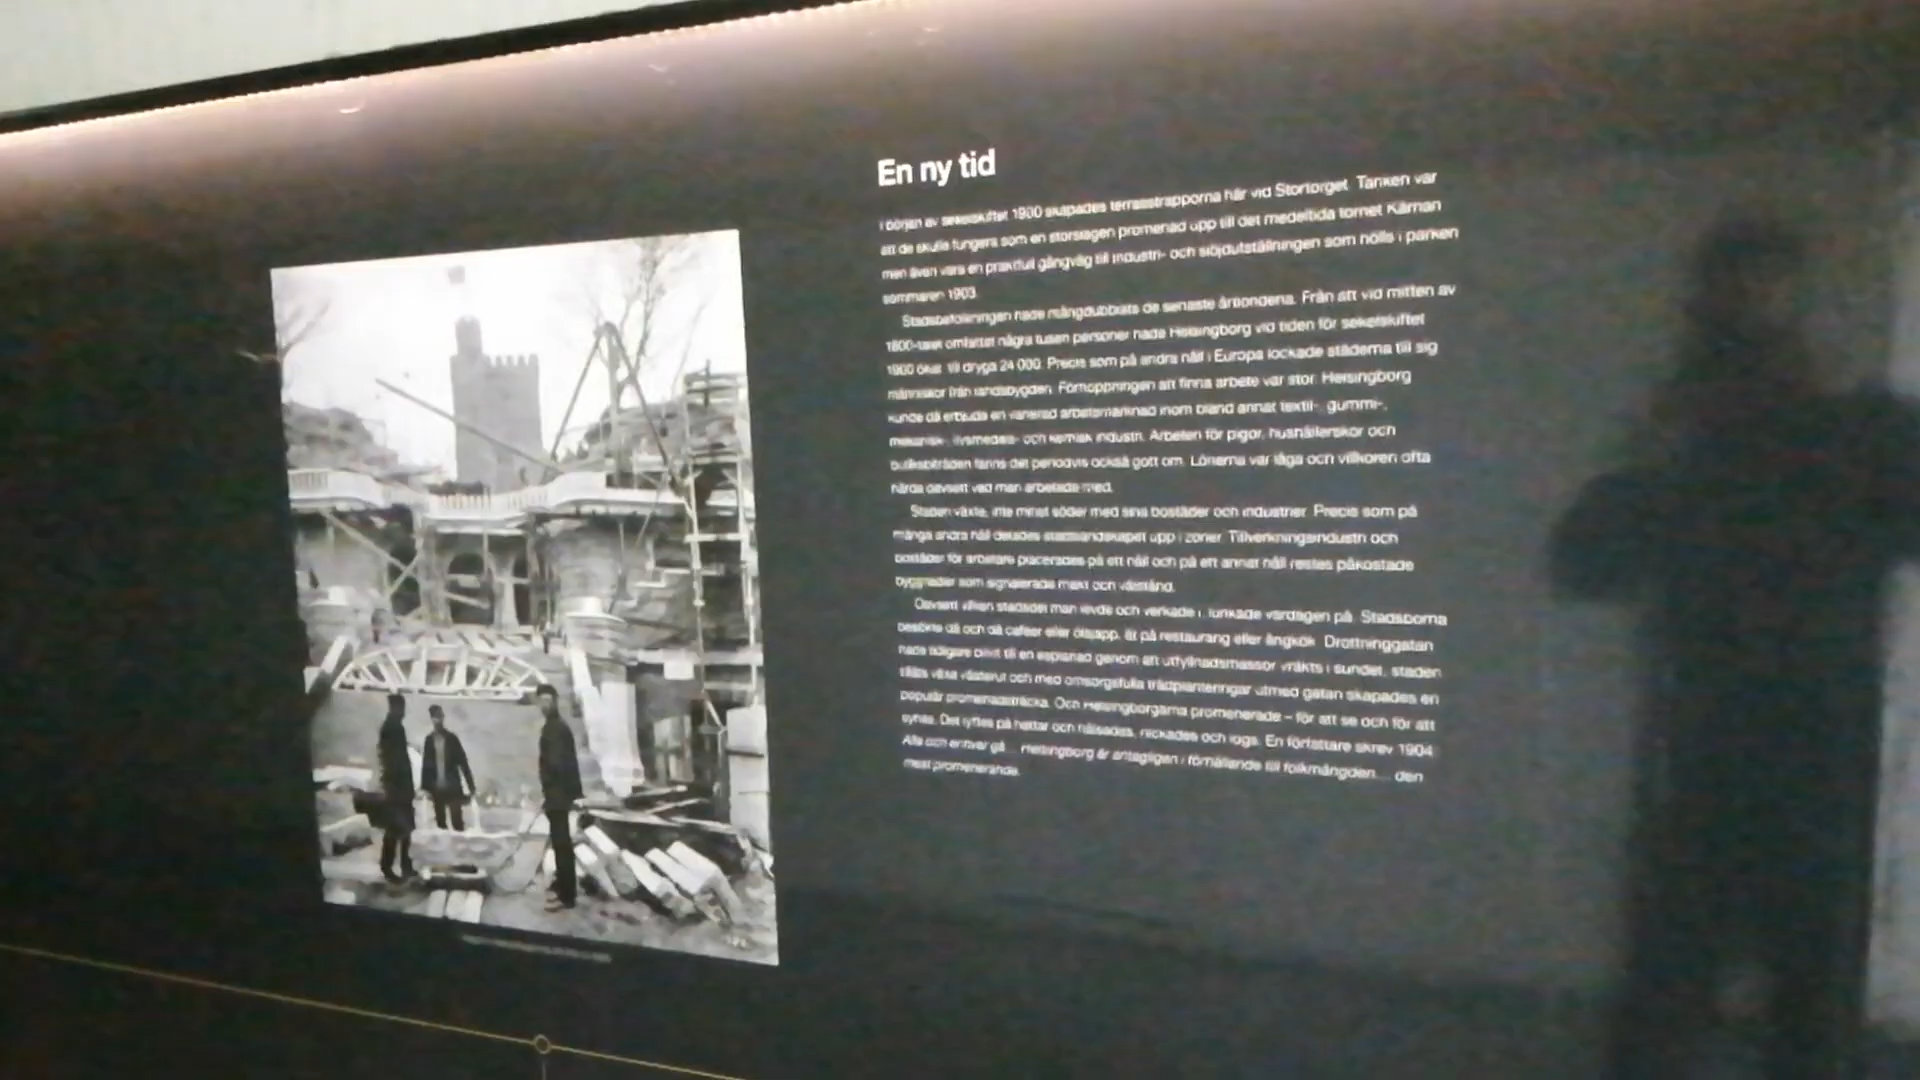 En ny tid
I början av sekelskiftet 1900 skapades terrasstrapporna här vid Stortorget. Tanken var
att de skulle fungera som en storslagen promenad upp till det medeltida tornet Kärnan
men även vara en praktfull gångväg till industri- och slöjdutställningen som hölls i parken
sommaren 1903.
Stadsbefolkningen hade mångdubblats de senaste årtiondena. Från att vid mitten av
1800-talet omfattat några tusen personer hade Helsingborg vid tiden för sekelskiftet
1900 ökat till dryga 24 000. Precis som på andra håll i Europa lockade städerna till sig
människor från landsbygden. Förhoppningen att finna arbete var stor. Helsingborg
kunde då erbjuda en varierad arbetsmarknad inom bland annat textil-, gummi-,
mekanisk-, livsmedels- och kemisk industri. Arbeten för pigor, hushållerskor och
butiksbiträden fanns det periodvis också gott om. Lönerna var låga och villkoren ofta
hårda oavsett vad man arbetade med.
Staden växte, inte minst söder med sina bostäder och industrier. Precis som på
många andra håll delades stadslandskapet upp i zoner. Tillverkningsindustri och
bostäder för arbetare placerades på ett håll och på ett annat håll restes påkostade
byggnader som signalerade makt och välstånd.
Oavsett vilken stadsdel man levde och verkade i, lunkade vardagen på. Stadsborna
besökte då och då caféer eller ölsjapp, åt på restaurang eller ångkök. Drottninggatan
hade tidigare blivit till en esplanad genom att utfyllnadsmassor vräkts i sundet, staden
tilläts växa västerut och med omsorgsfulla trädplanteringar utmed gatan skapades en
populär promenadsträcka. Och Helsingborgarna promenerade – för att se och för att
synas. Det lyftes på hattar och hälsades, nickades och logs. En författare skrev 1904:
Alla och enhvar gå... Helsingborg är antagligen i förhållande till folkmängden... den
mest promenerande.